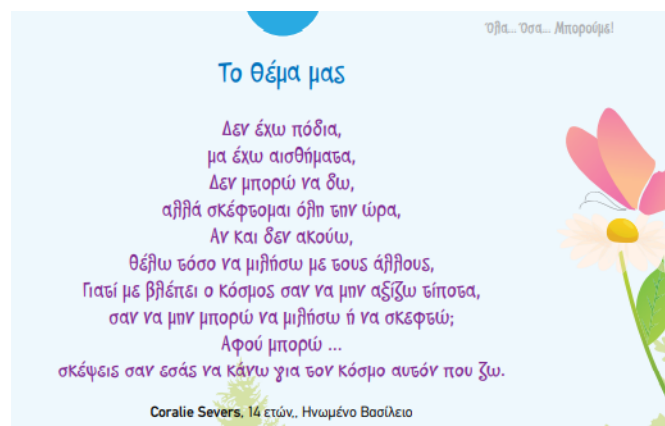 Όλα... Όσα... Μπορούμε!
Το θέμα μας
Δεν έχω πόδια,
μα έχω αισθήματα,
Δεν μπορώ να δω,
αλλά σκέφτομαι όλη την ώρα,
Αν και δεν ακούω,
θέλω τόσο να μιλήσω με τους άλλους,
Γιατί με βλέπει ο κόσμος σαν να μην αξίζω τίποτα,
σαν να μην μπορώ να μιλήσω ή να σκεφτώ;
Αφού μπορώ ...
σκέψεις σαν εσάς να κάνω για τον κόσμο αυτόν που ζω.
Coralie Severs, 14 ετών,, Ηνωμένο Βασίλειο